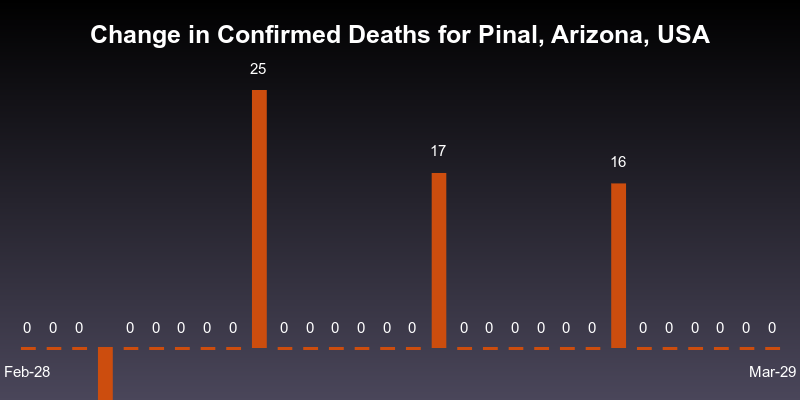 Change in Confirmed Deaths for Pinal, Arizona, USA
25
17
16
0 0 0 0 0 0 0 0 0 0 0 0 0 0 0 0 0 0 0 0 0 0 0 0 0 0
Feb-28 Mar-29